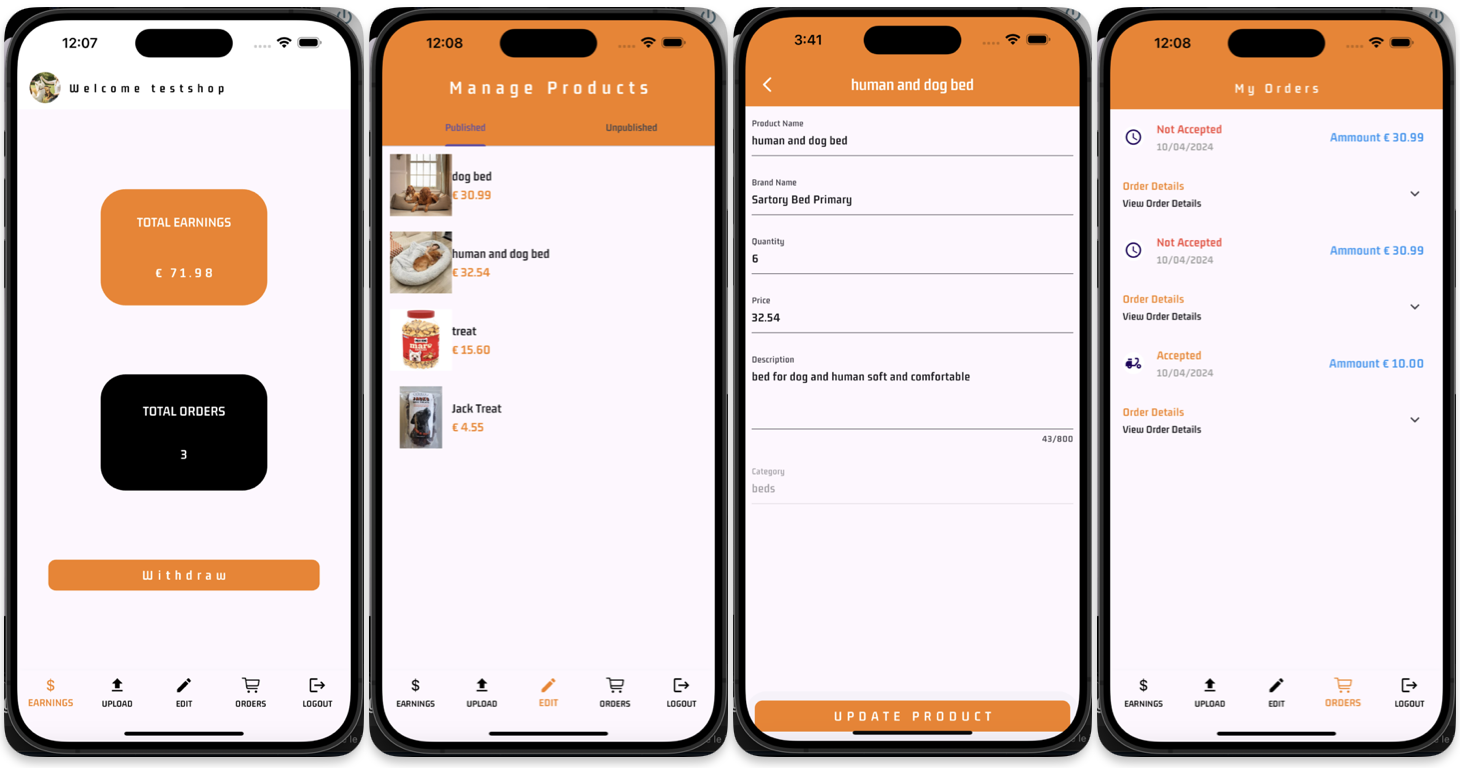 12:07
Welcome testshop
TOTAL EARNINGS
€ 71.98
TOTAL ORDERS
3
Withdraw
$
EARNINGS
UPLOAD
EDIT
ORDERS
LOGOUT
12:08
Manage Products
Published
Unpublished
dog bed
€ 30.99
human and dog bed
€ 32.54
treat
€ 15.60
Jack Treat
€ 4.55
$
EARNINGS
UPLOAD
EDIT
ORDERS
LOGOUT
3:41
human and dog bed
Product Name
human and dog bed
Brand Name
Sartory Bed Primary
Quantity
6
Price
32.54
Description
bed for dog and human soft and comfortable
43/800
Category
beds
UPDATE PRODUCT
12:08
My Orders
Not Accepted
Ammount € 30.99
10/04/2024
Order Details
View Order Details
Not Accepted
Ammount € 30.99
10/04/2024
Order Details
View Order Details
Accepted
Ammount € 10.00
10/04/2024
Order Details
View Order Details
$
EARNINGS
UPLOAD
EDIT
ORDERS
LOGOUT